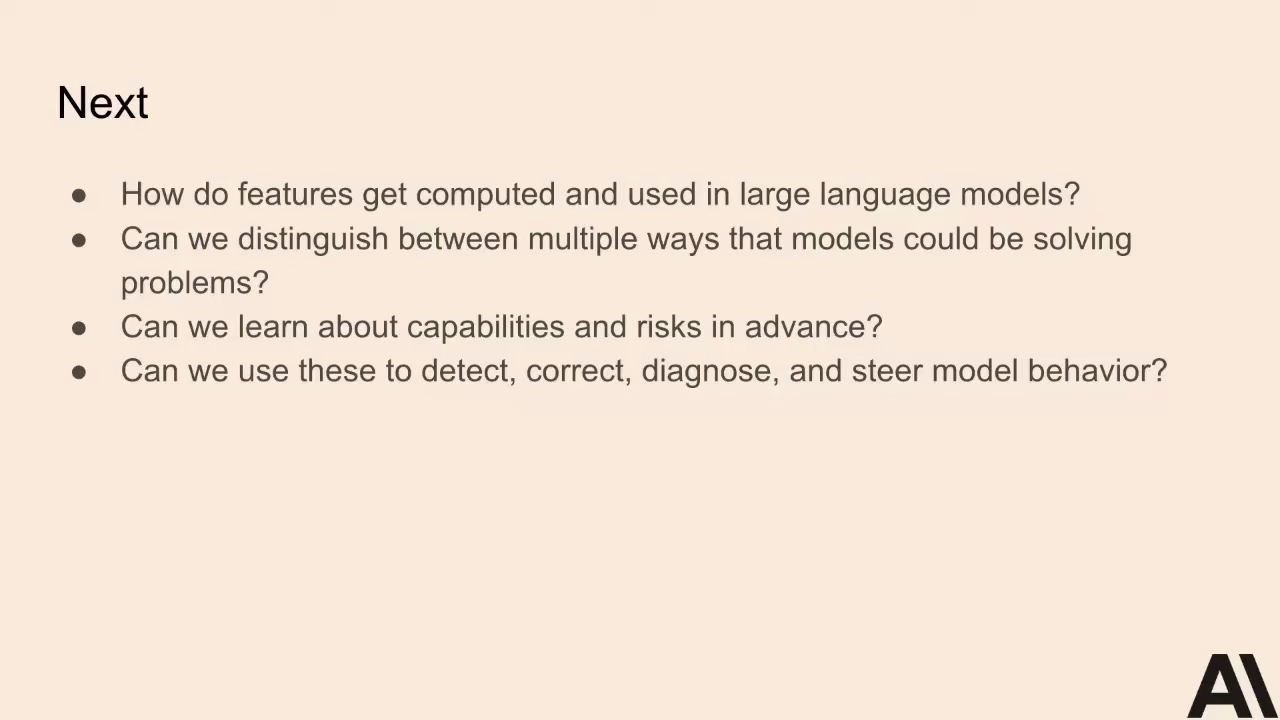 Next
● How do features get computed and used in large language models?
● Can we distinguish between multiple ways that models could be solving
problems?
● Can we learn about capabilities and risks in advance?
● Can we use these to detect, correct, diagnose, and steer model behavior?
A\